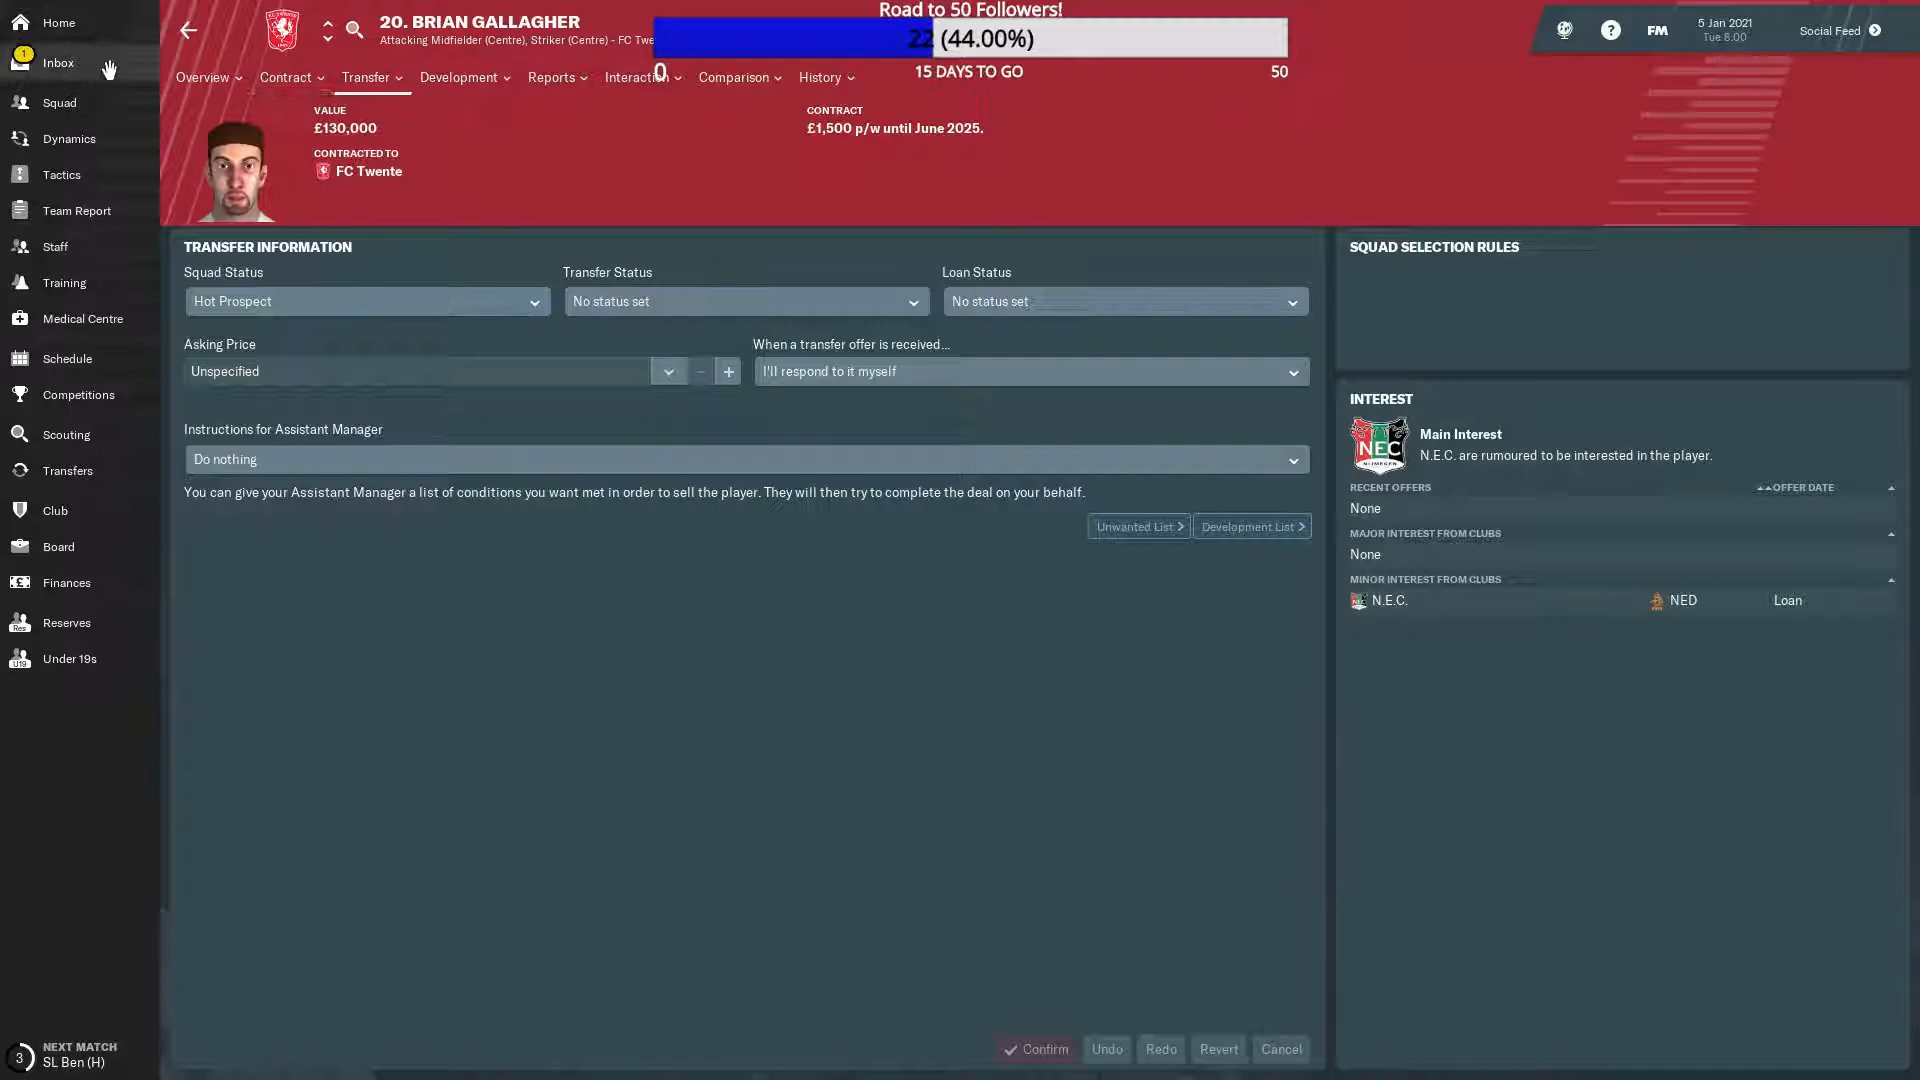 Home
1
Inbox
Squad
Dynamics
Tactics
Team Report
Staff
Training
Medical Centre
Schedule
Competitions
Scouting
Transfers
Club
Board
Finances
Res
Reserves
U19
Under 19s
3
NEXT MATCH
SL Ben (H)
20. BRIAN GALLAGHER
Attacking Midfielder (Centre), Striker (Centre) - FC Twe
Road to 50 Followers!
22 (44.00%)
0
15 DAYS TO GO
50
?
FM
5 Jan 2021
Tue 8:00
Social Feed
Overview
Contract
Transfer
Development
Reports
Interaction
Comparison
History
VALUE
£130,000
CONTRACTED TO
FC Twente
CONTRACT
£1,500 p/w until June 2025.
TRANSFER INFORMATION
Squad Status
Transfer Status
Loan Status
Hot Prospect
No status set
No status set
Asking Price
When a transfer offer is received...
Unspecified
- +
I'll respond to it myself
Instructions for Assistant Manager
Do nothing
You can give your Assistant Manager a list of conditions you want met in order to sell the player. They will then try to complete the deal on your behalf.
Unwanted List >
Development List >
Confirm
Undo
Redo
Revert
Cancel
SQUAD SELECTION RULES
INTEREST
NEC
NIJMEGEN
Main Interest
N.E.C. are rumoured to be interested in the player.
RECENT OFFERS
OFFER DATE
None
MAJOR INTEREST FROM CLUBS
None
MINOR INTEREST FROM CLUBS
N.E.C.
NED
Loan